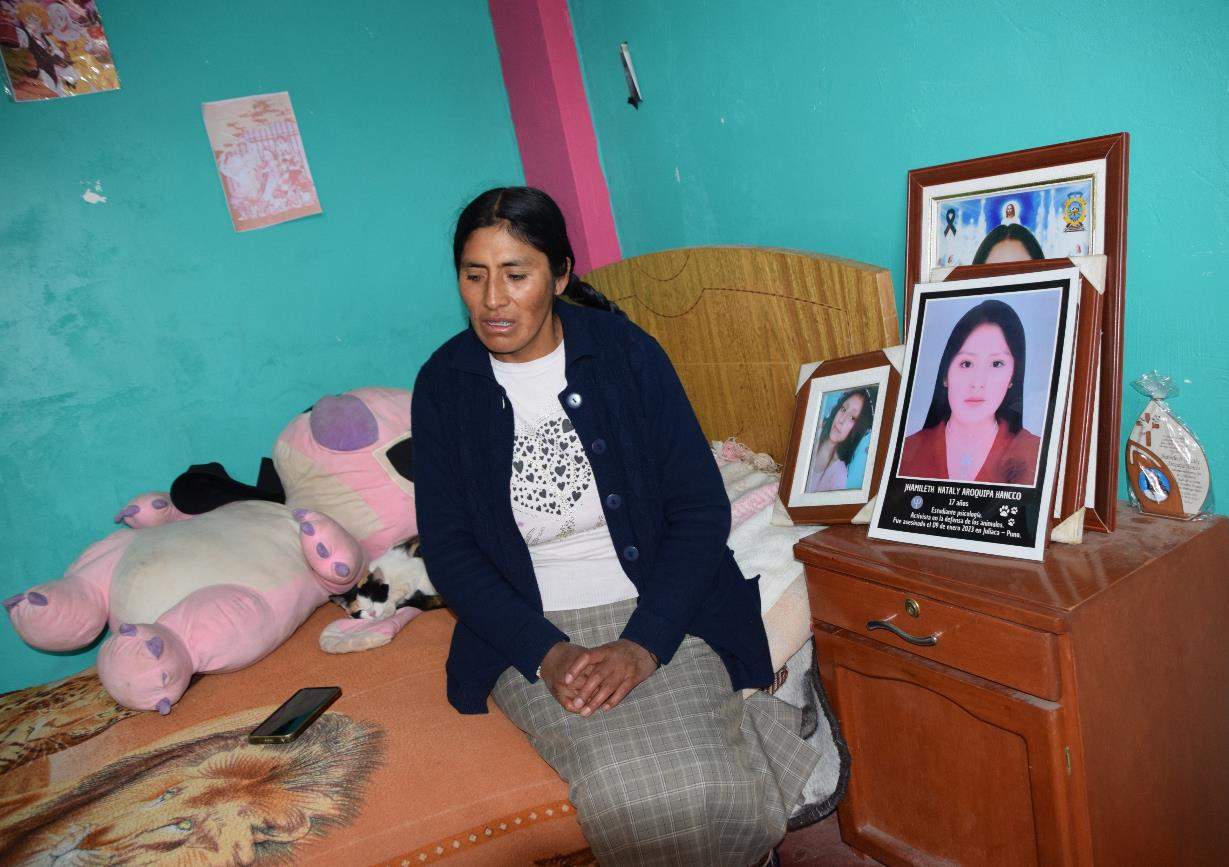 JHAMILETH NATALY AROQUIPA HANCCO
17 años
Estudiante psicología.
Activista en la defensa de los animales.
Fue asesinado el 09 de enero 2023 en Juliaca – Puno.